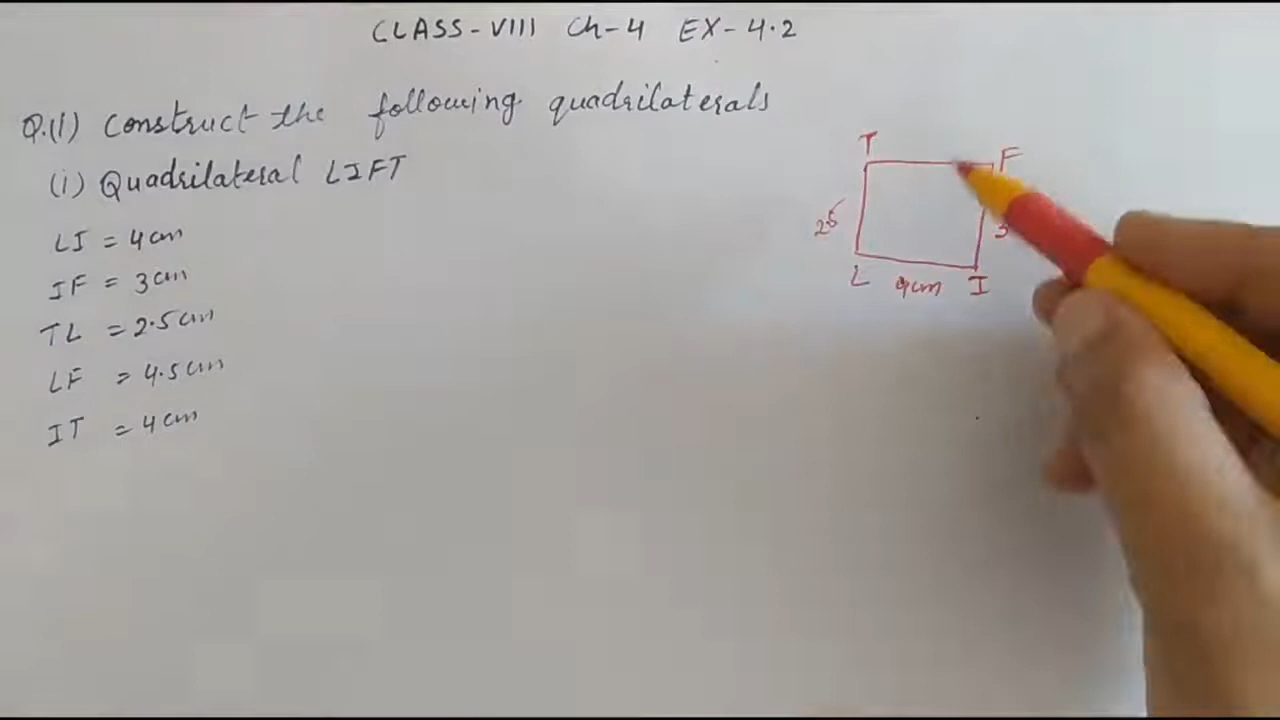 CLASS-VIII Ch-4 EX-4.2
Q.(1) Construct the following quadrilaterals
(i) Quadrilateral LIFT
LI = 4cm
IF = 3cm
TL = 2.5cm
LF = 4.5cm
IT = 4cm
T F
2.5
L 4cm I